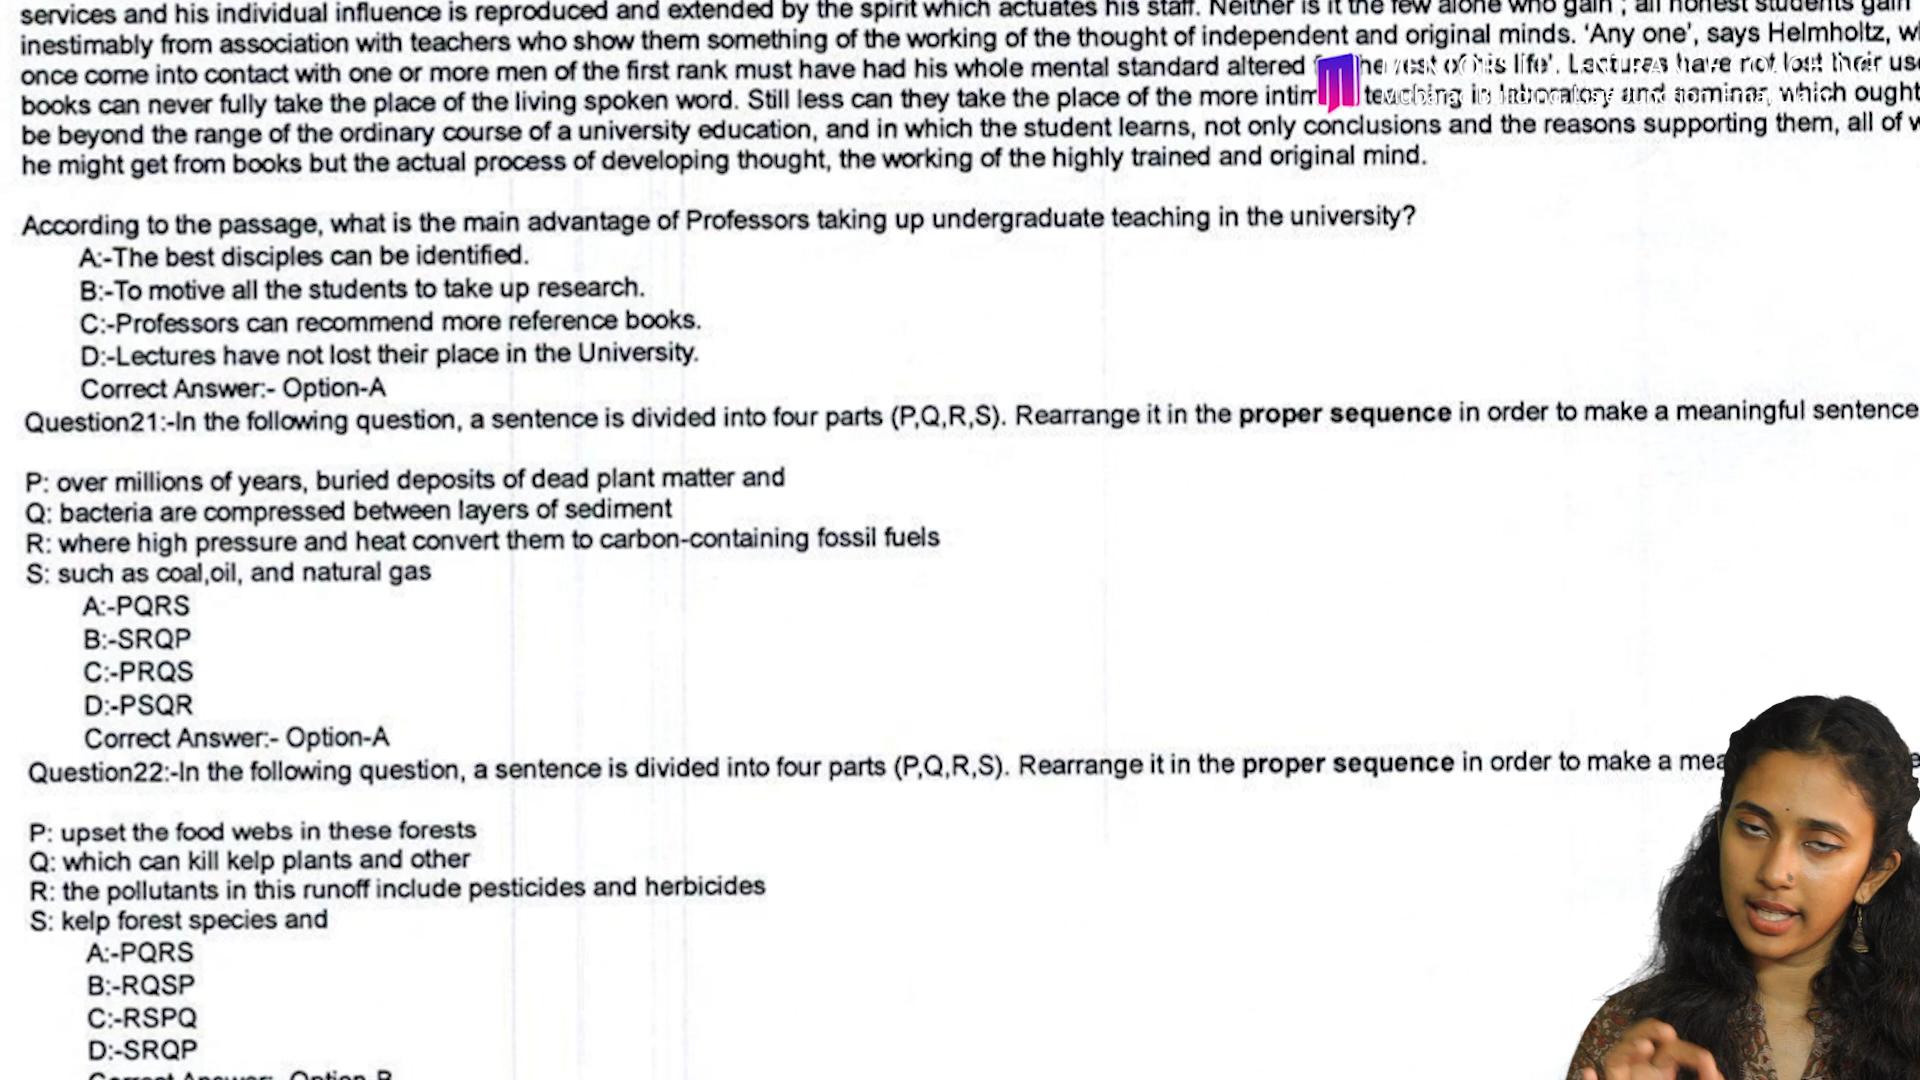 services and his individual influence is reproduced and extended by the spirit which actuates his staff. Neither is it the few alone who gain ; all honest students gain
inestimably from association with teachers who show them something of the working of the thought of independent and original minds. 'Any one', says Helmholtz,
once come into contact with one or more men of the first rank must have had his whole mental standard altered life'. Lectures have not lost their
books can never fully take the place of the living spoken word. Still less can they take the place of the more in laboratory and seminar which ought
be beyond the range of the ordinary course of a university education, and in which the student learns, not only conclusions and the reasons supporting them, all of
he might get from books but the actual process of developing thought, the working of the highly trained and original mind.
According to the passage, what is the main advantage of Professors taking up undergraduate teaching in the university?
A:-The best disciples can be identified.
B:-To motive all the students to take up research.
C:-Professors can recommend more reference books.
D:-Lectures have not lost their place in the University.
Correct Answer:- Option-A
Question21:-In the following question, a sentence is divided into four parts (P,Q,R,S). Rearrange it in the proper sequence in order to make a meaningful sentence
P: over millions of years, buried deposits of dead plant matter and
Q: bacteria are compressed between layers of sediment
R: where high pressure and heat convert them to carbon-containing fossil fuels
S: such as coal,oil, and natural gas
A:-PQRS
B:-SRQP
C:-PRQS
D:-PSQR
Correct Answer:- Option-A
Question22:-In the following question, a sentence is divided into four parts (P,Q,R,S). Rearrange it in the proper sequence in order to make a
P: upset the food webs in these forests
Q: which can kill kelp plants and other
R: the pollutants in this runoff include pesticides and herbicides
S: kelp forest species and
A:-PQRS
B:-RQSP
C:-RSPQ
D:-SRQP
Correct Answer:- Option-B